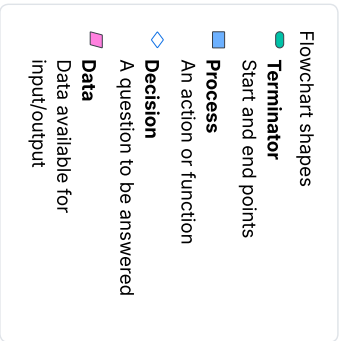 Flowchart shapes
Terminator
Start and end points
Process
An action or function
Decision
A question to be answered
Data
Data available for
input/output